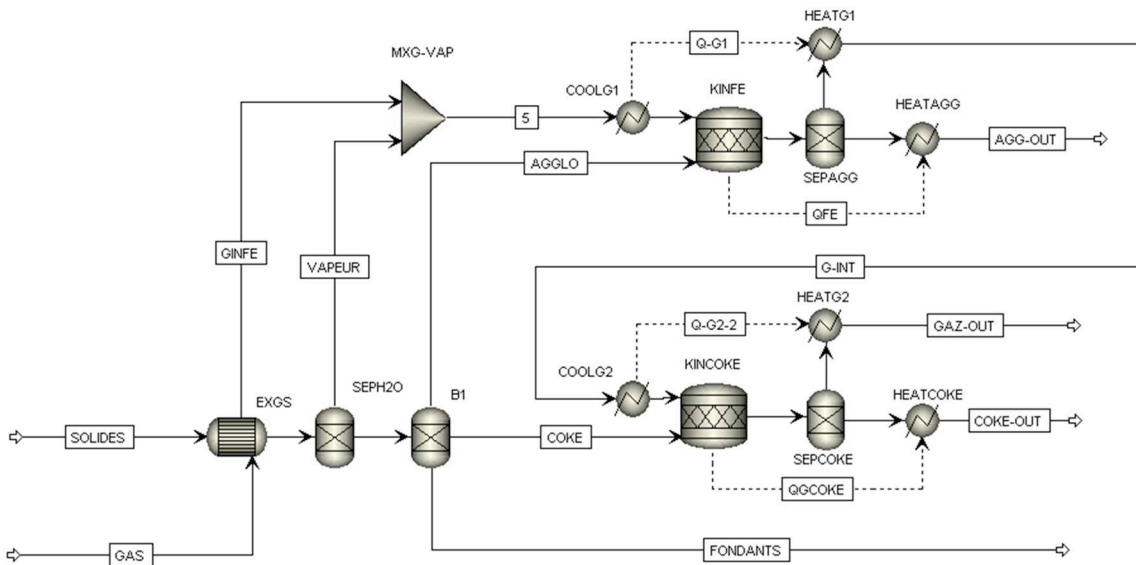 HEATG1
Q-G1
MXG-VAP
COOLG1
KINFE
HEATAGG
5
AGG-OUT
AGGLO
SEPAGG
QFE
GINFE
VAPEUR
G-INT
HEATG2
Q-G2-2
GAZ-OUT
COOLG2
KINCOKE
SEPH2O
B1
HEATCOKE
EXGS
SOLIDES
COKE
COKE-OUT
SEPCOKE
QGCOKE
GAS
FONDANTS